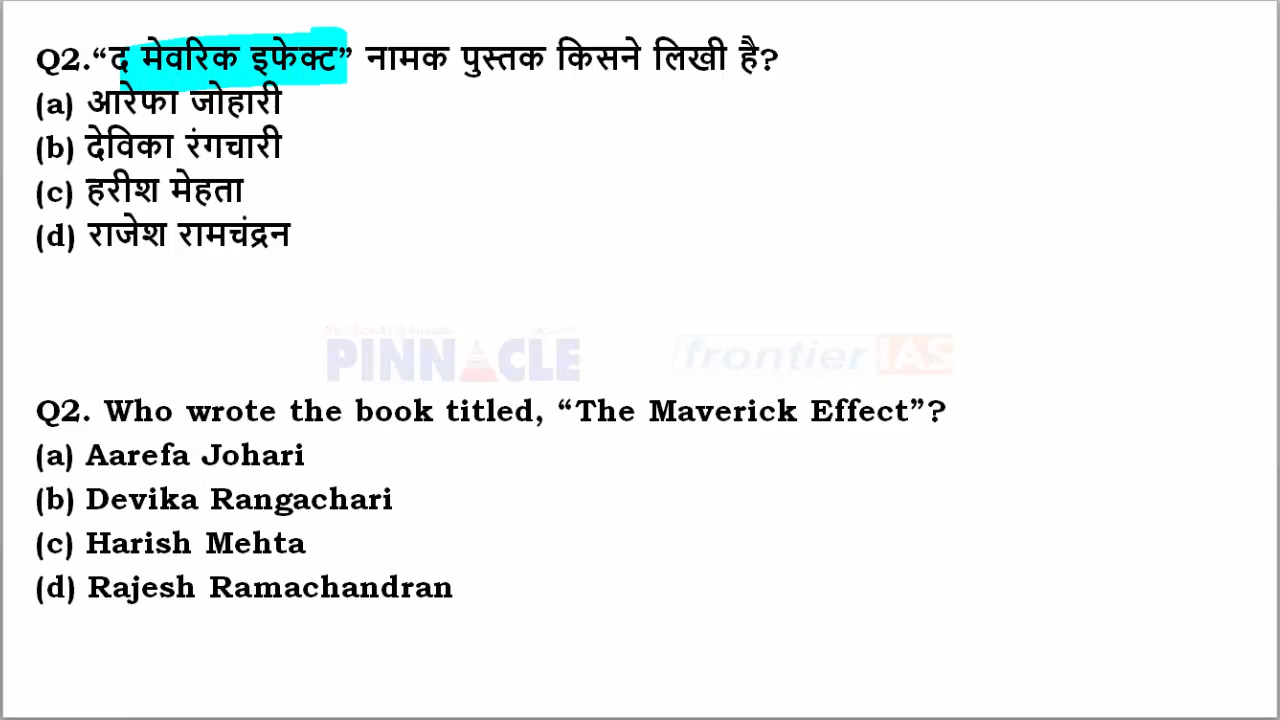 Q2.“द मेवरिक इफेक्ट” नामक पुस्तक किसने लिखी है?
(a) आरेफा जोहारी
(b) देविका रंगचारी
(c) हरीश मेहता
(d) राजेश रामचंद्रन
PINNACLE frontier IAS
Q2. Who wrote the book titled, “The Maverick Effect”?
(a) Aarefa Johari
(b) Devika Rangachari
(c) Harish Mehta
(d) Rajesh Ramachandran